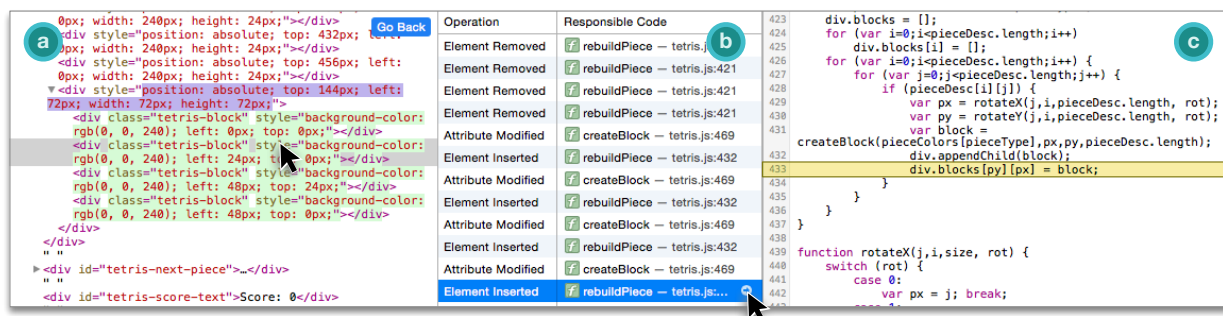 0px; width: 240px; height: 24px;"></div>
<div style="position: absolute; top: 432px; left:
0px; width: 240px; height: 24px;"></div>
<div style="position: absolute; top: 456px; left:
0px; width: 240px; height: 24px;"></div>
▼<div style="position: absolute; top: 144px; left:
72px; width: 72px; height: 72px;">
<div class="tetris-block" style="background-color:
rgb(0, 0, 240); left: 0px; top: 0px;"></div>
<div class="tetris-block" style="background-color:
rgb(0, 0, 240); left: 24px; top: 0px;"></div>
<div class="tetris-block" style="background-color:
rgb(0, 0, 240); left: 48px; top: 24px;"></div>
<div class="tetris-block" style="background-color:
rgb(0, 0, 240); left: 48px; top: 0px;"></div>
</div>
</div>
" "
▶<div id="tetris-next-piece">…</div>
" "
<div id="tetris-score-text">Score: 0</div>
Go Back
a
Operation Responsible Code
b
Element Removed f rebuildPiece — tetris.js:
Element Removed f rebuildPiece — tetris.js:421
Element Removed f rebuildPiece — tetris.js:421
Element Removed f rebuildPiece — tetris.js:421
Attribute Modified f createBlock — tetris.js:469
Element Inserted f rebuildPiece — tetris.js:432
Attribute Modified f createBlock — tetris.js:469
Element Inserted f rebuildPiece — tetris.js:432
Attribute Modified f createBlock — tetris.js:469
Element Inserted f rebuildPiece — tetris.js:432
Attribute Modified f createBlock — tetris.js:469
Element Inserted f rebuildPiece — tetris.js:...
c
423 div.blocks = [];
424 for (var i=0;i<pieceDesc.length;i++)
425 div.blocks[i] = [];
426 for (var i=0;i<pieceDesc.length;i++) {
427 for (var j=0;j<pieceDesc.length;j++) {
428 if (pieceDesc[i][j]) {
429 var px = rotateX(j,i,pieceDesc.length, rot);
430 var py = rotateY(j,i,pieceDesc.length, rot);
431 var block =
createBlock(pieceColors[pieceType],px,py,pieceDesc.length);
432 div.appendChild(block);
433 div.blocks[py][px] = block;
434 }
435 }
436 }
437 }
438
439 function rotateX(j,i,size, rot) {
440 switch (rot) {
441 case 0:
442 var px = j; break;